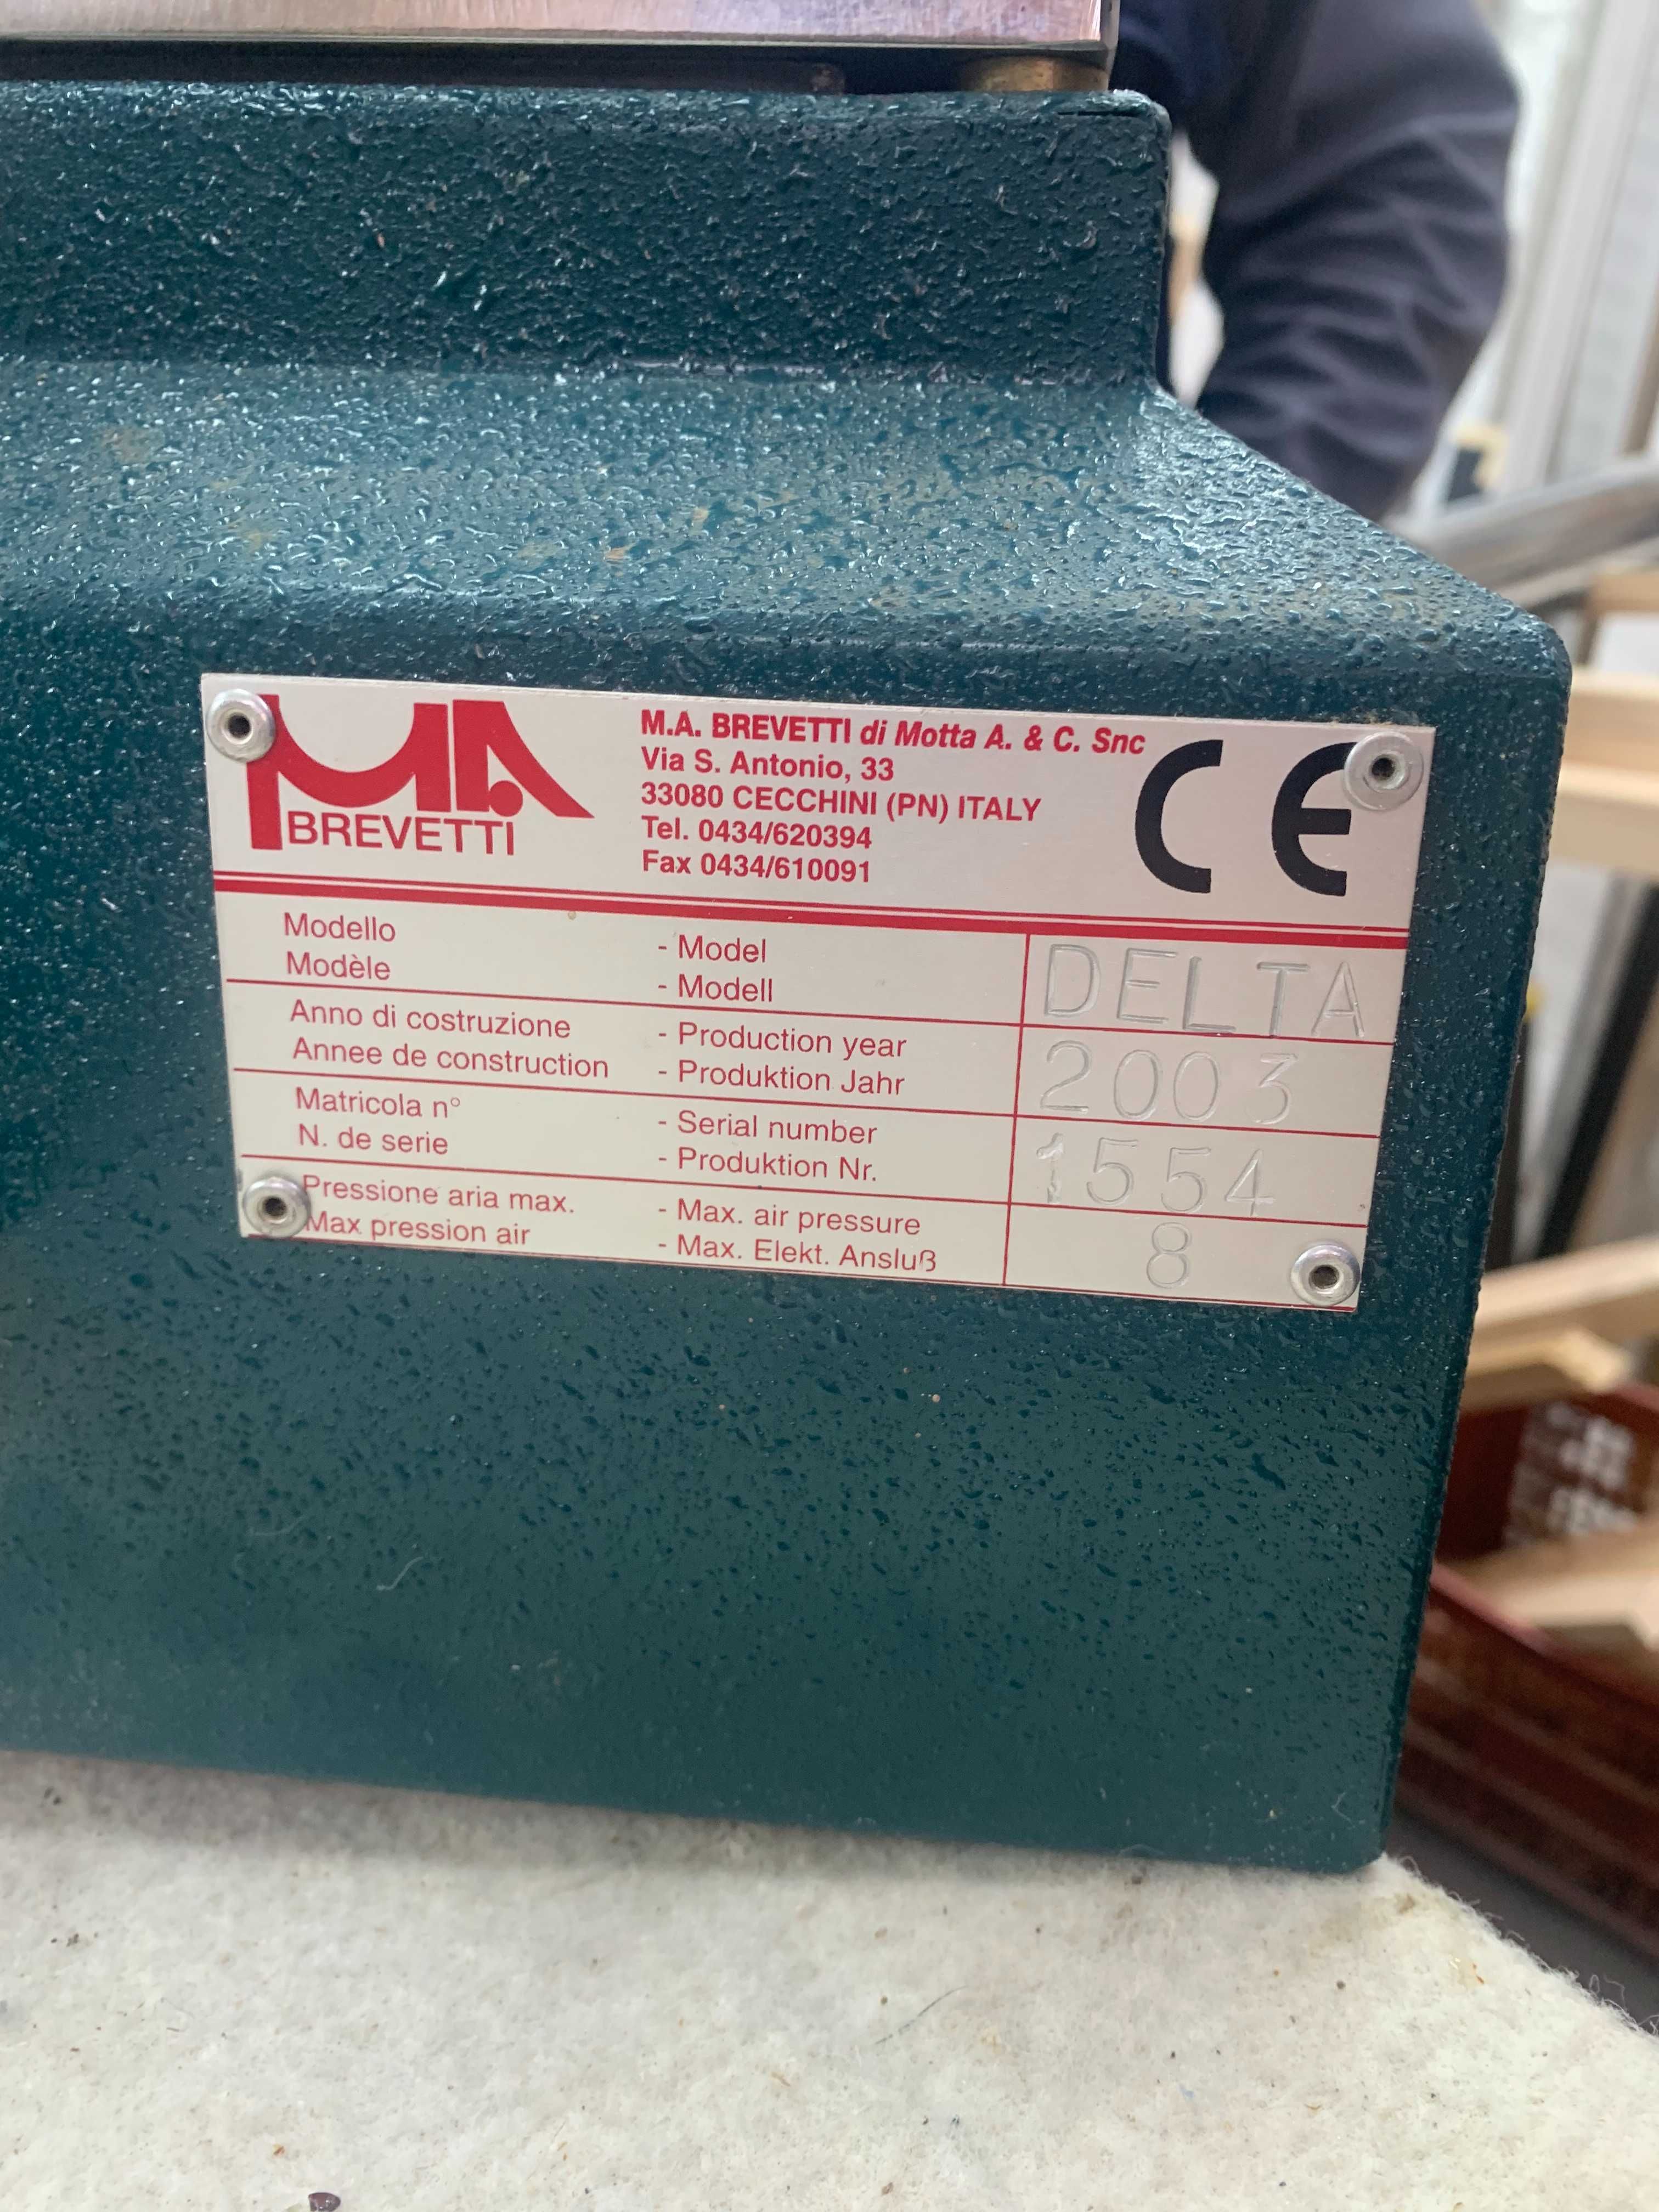 MA
BREVETTI
M.A. BREVETTI di Motta A. & C. Snc
Via S. Antonio, 33
33080 CECCHINI (PN) ITALY
Tel. 0434/620394
Fax 0434/610091
CE
Modello - Model
Modèle - Modell
DELTA
Anno di costruzione - Production year
Annee de construction - Produktion Jahr
2003
Matricola n° - Serial number
N. de serie - Produktion Nr.
1554
Pressione aria max. - Max. air pressure
Max pression air - Max. Elekt. Ansluß
8